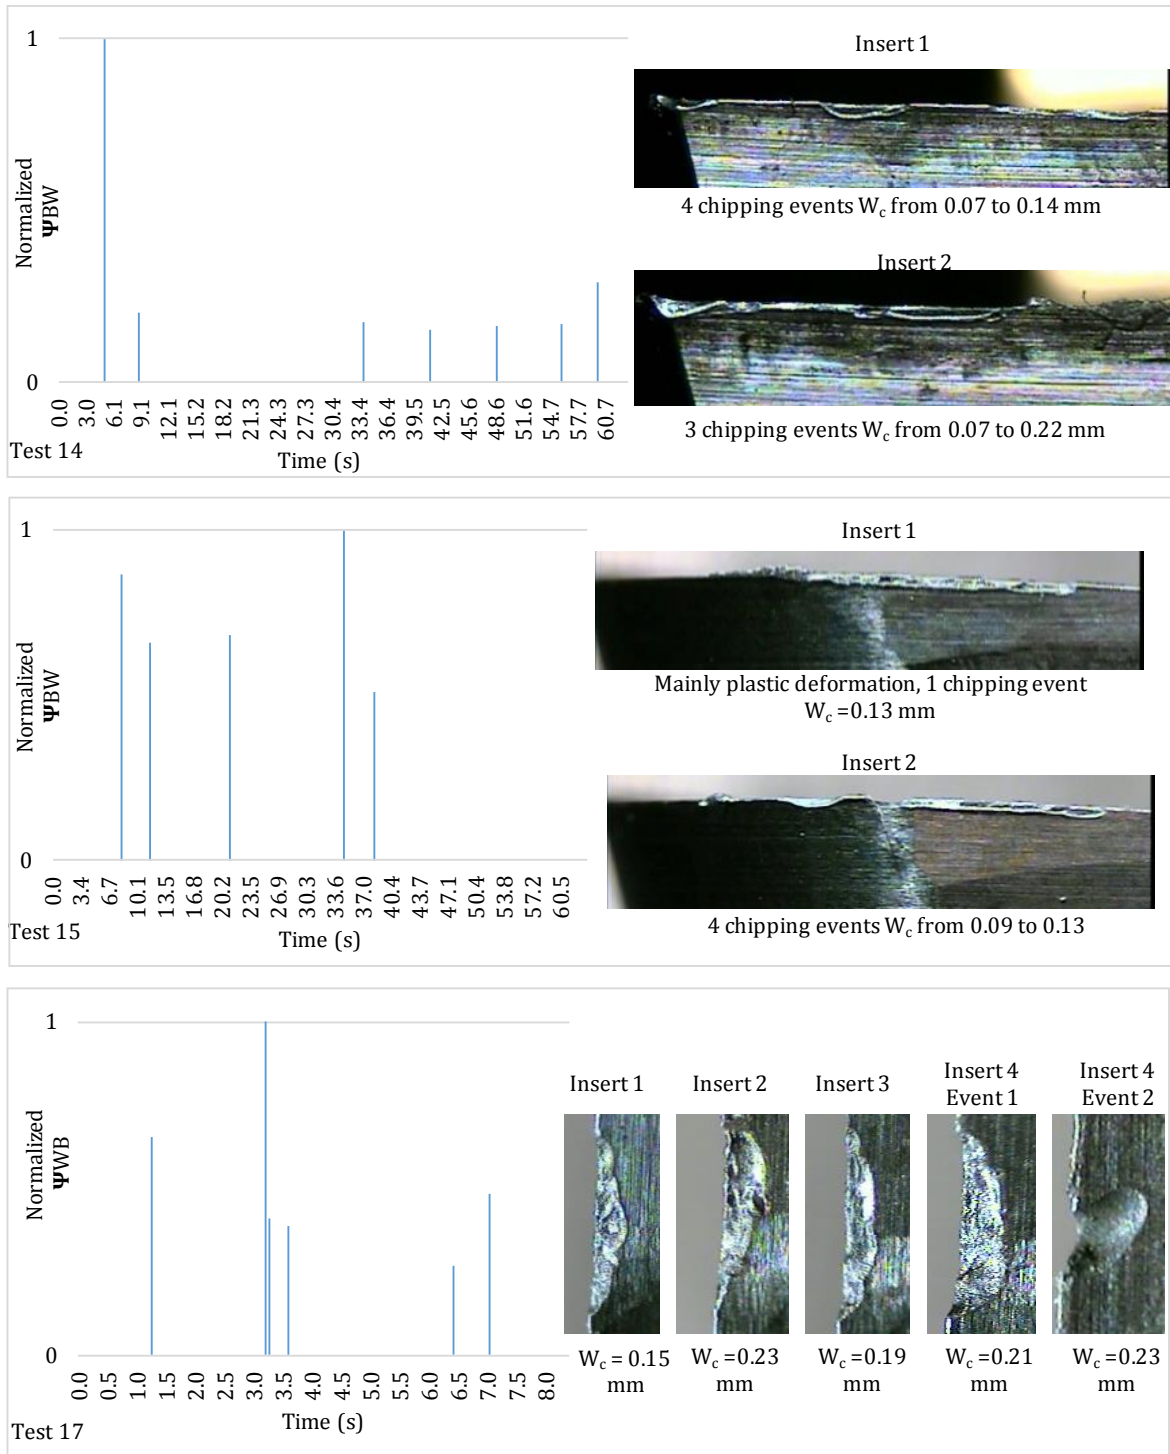 1
Normalized
ΨBW
0
0.0 3.0 6.1 9.1 12.1 15.2 18.2 21.3 24.3 27.3 30.4 33.4 36.4 39.5 42.5 45.6 48.6 51.6 54.7 57.7 60.7
Time (s)
Test 14
Insert 1
4 chipping events Wc from 0.07 to 0.14 mm
Insert 2
3 chipping events Wc from 0.07 to 0.22 mm
1
Normalized
ΨBW
0
0.0 3.4 6.7 10.1 13.5 16.8 20.2 23.5 26.9 30.3 33.6 37.0 40.4 43.7 47.1 50.4 53.8 57.2 60.5
Time (s)
Test 15
Insert 1
Mainly plastic deformation, 1 chipping event
Wc =0.13 mm
Insert 2
4 chipping events Wc from 0.09 to 0.13
1
Normalized
ΨWB
0
0.0 0.5 1.0 1.5 2.0 2.5 3.0 3.5 4.0 4.5 5.0 5.5 6.0 6.5 7.0 7.5 8.0
Time (s)
Test 17
Insert 1
Wc = 0.15
mm
Insert 2
Wc =0.23
mm
Insert 3
Wc =0.19
mm
Insert 4
Event 1
Wc =0.21
mm
Insert 4
Event 2
Wc =0.23
mm